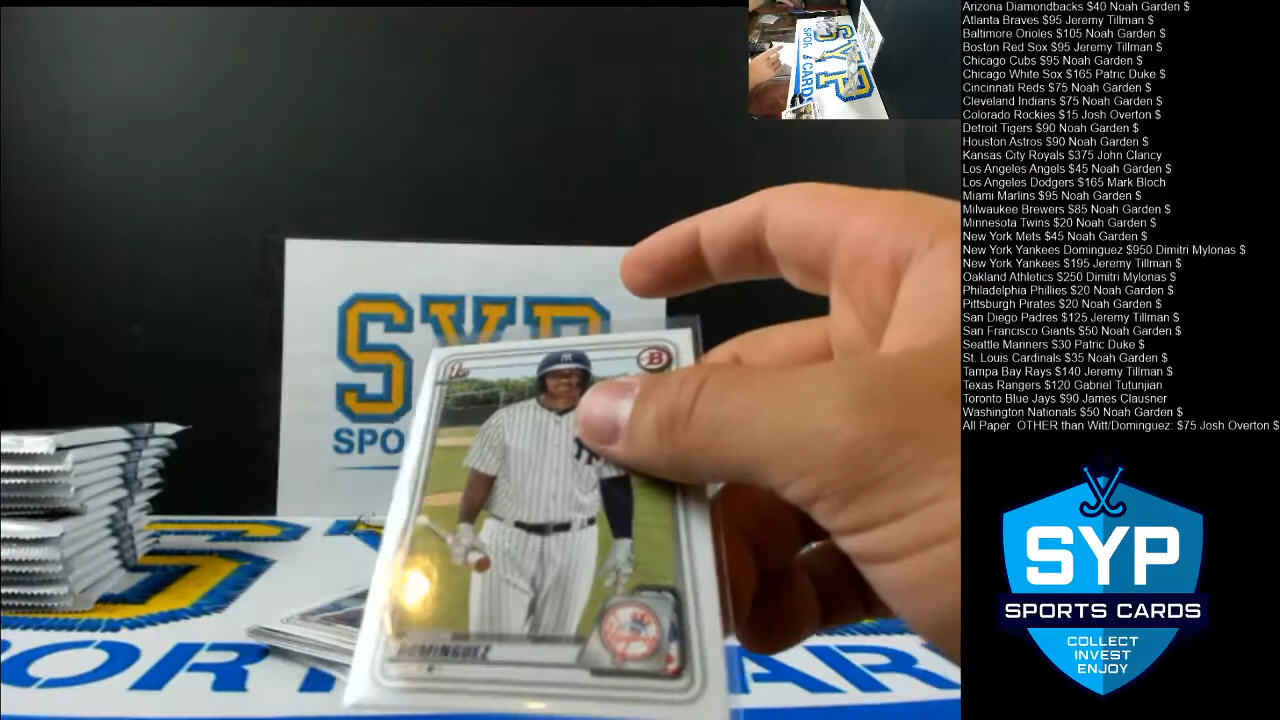 Arizona Diamondbacks $40 Noah Garden $
Atlanta Braves $95 Jeremy Tillman $
Baltimore Orioles $105 Noah Garden $
Boston Red Sox $95 Jeremy Tillman $
Chicago Cubs $95 Noah Garden $
Chicago White Sox $165 Patric Duke $
Cincinnati Reds $75 Noah Garden $
Cleveland Indians $75 Noah Garden $
Colorado Rockies $15 Josh Overton $
Detroit Tigers $90 Noah Garden $
Houston Astros $90 Noah Garden $
Kansas City Royals $375 John Clancy
Los Angeles Angels $45 Noah Garden $
Los Angeles Dodgers $165 Mark Bloch
Miami Marlins $95 Noah Garden $
Milwaukee Brewers $85 Noah Garden $
Minnesota Twins $20 Noah Garden $
New York Mets $45 Noah Garden $
New York Yankees Dominguez $950 Dimitri Mylonas $
New York Yankees $195 Jeremy Tillman $
Oakland Athletics $250 Dimitri Mylonas $
Philadelphia Phillies $20 Noah Garden $
Pittsburgh Pirates $20 Noah Garden $
San Diego Padres $125 Jeremy Tillman $
San Francisco Giants $50 Noah Garden $
Seattle Mariners $30 Patric Duke $
St. Louis Cardinals $35 Noah Garden $
Tampa Bay Rays $140 Jeremy Tillman $
Texas Rangers $120 Gabriel Tutunjian
Toronto Blue Jays $90 James Clausner
Washington Nationals $50 Noah Garden $
All Paper OTHER than Witt/Dominguez: $75 Josh Overton $
SYP
SPORTS CARDS
COLLECT
INVEST
ENJOY
SYP
SPO
1st
B
NY
DOMINGUEZ
SYP
CARDS